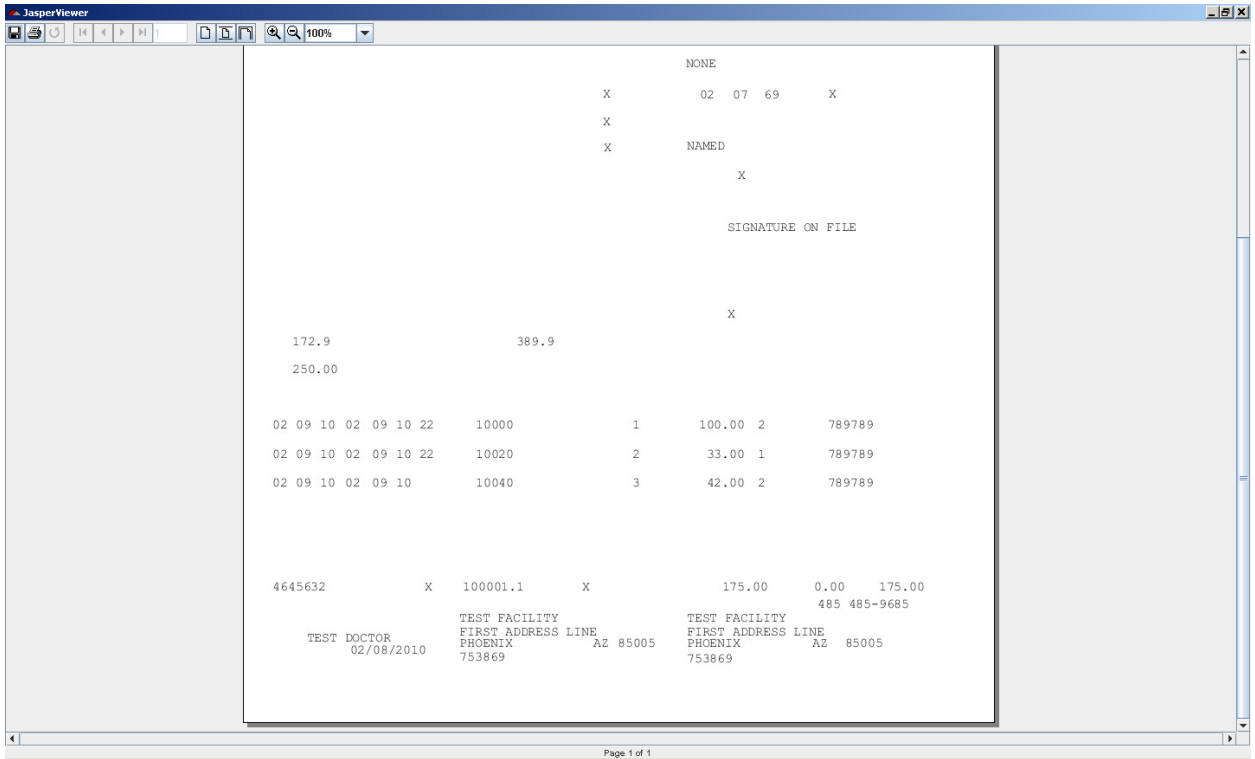 JasperViewer
1 100%
NONE
X 02 07 69 X
X
X NAMED
X
SIGNATURE ON FILE
X
172.9 389.9
250.00
02 09 10 02 09 10 22 10000 1 100.00 2 789789
02 09 10 02 09 10 22 10020 2 33.00 1 789789
02 09 10 02 09 10 10040 3 42.00 2 789789
4645632 X 100001.1 X 175.00 0.00 175.00
485 485-9685
TEST FACILITY TEST FACILITY
FIRST ADDRESS LINE FIRST ADDRESS LINE
TEST DOCTOR PHOENIX AZ 85005 PHOENIX AZ 85005
02/08/2010
753869 753869
Page 1 of 1